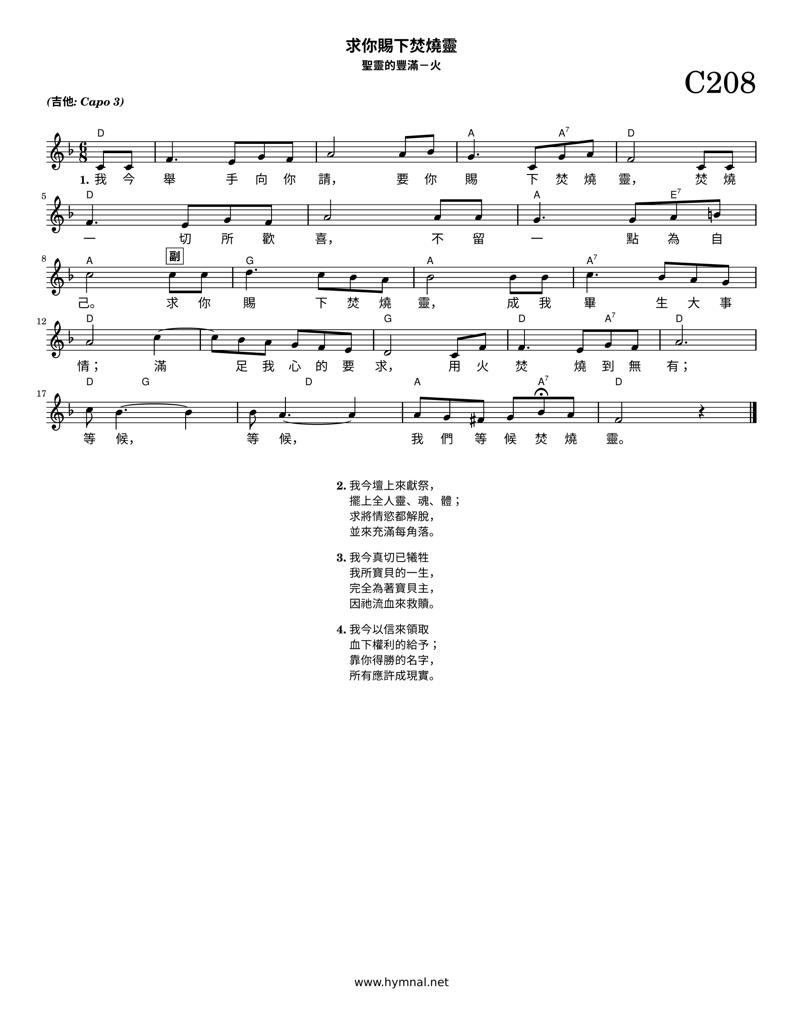 求你賜下焚燒靈
聖靈的豐滿－火
C208
(吉他: Capo 3)
D A A7 D
1. 我 今 舉 手 向 你 請， 要 你 賜 下 焚 燒 靈， 焚 燒
5 D A E7
一 切 所 歡 喜， 不 留 一 點 為 自
副
8 A G A A7
己。 求 你 賜 下 焚 燒 靈， 成 我 畢 生 大 事
12 D G D A7 D
情； 滿 足 我 心 的 要 求， 用 火 焚 燒 到 無 有；
17 D G D A A7 D
等 候， 等 候， 我 們 等 候 焚 燒 靈。
2. 我今壇上來獻祭，
擺上全人靈、魂、體；
求將情慾都解脫，
並來充滿每角落。
3. 我今真切已犧牲
我所寶貝的一生，
完全為著寶貝主，
因祂流血來救贖。
4. 我今以信來領取
血下權利的給予；
靠你得勝的名字，
所有應許成現實。
www.hymnal.net